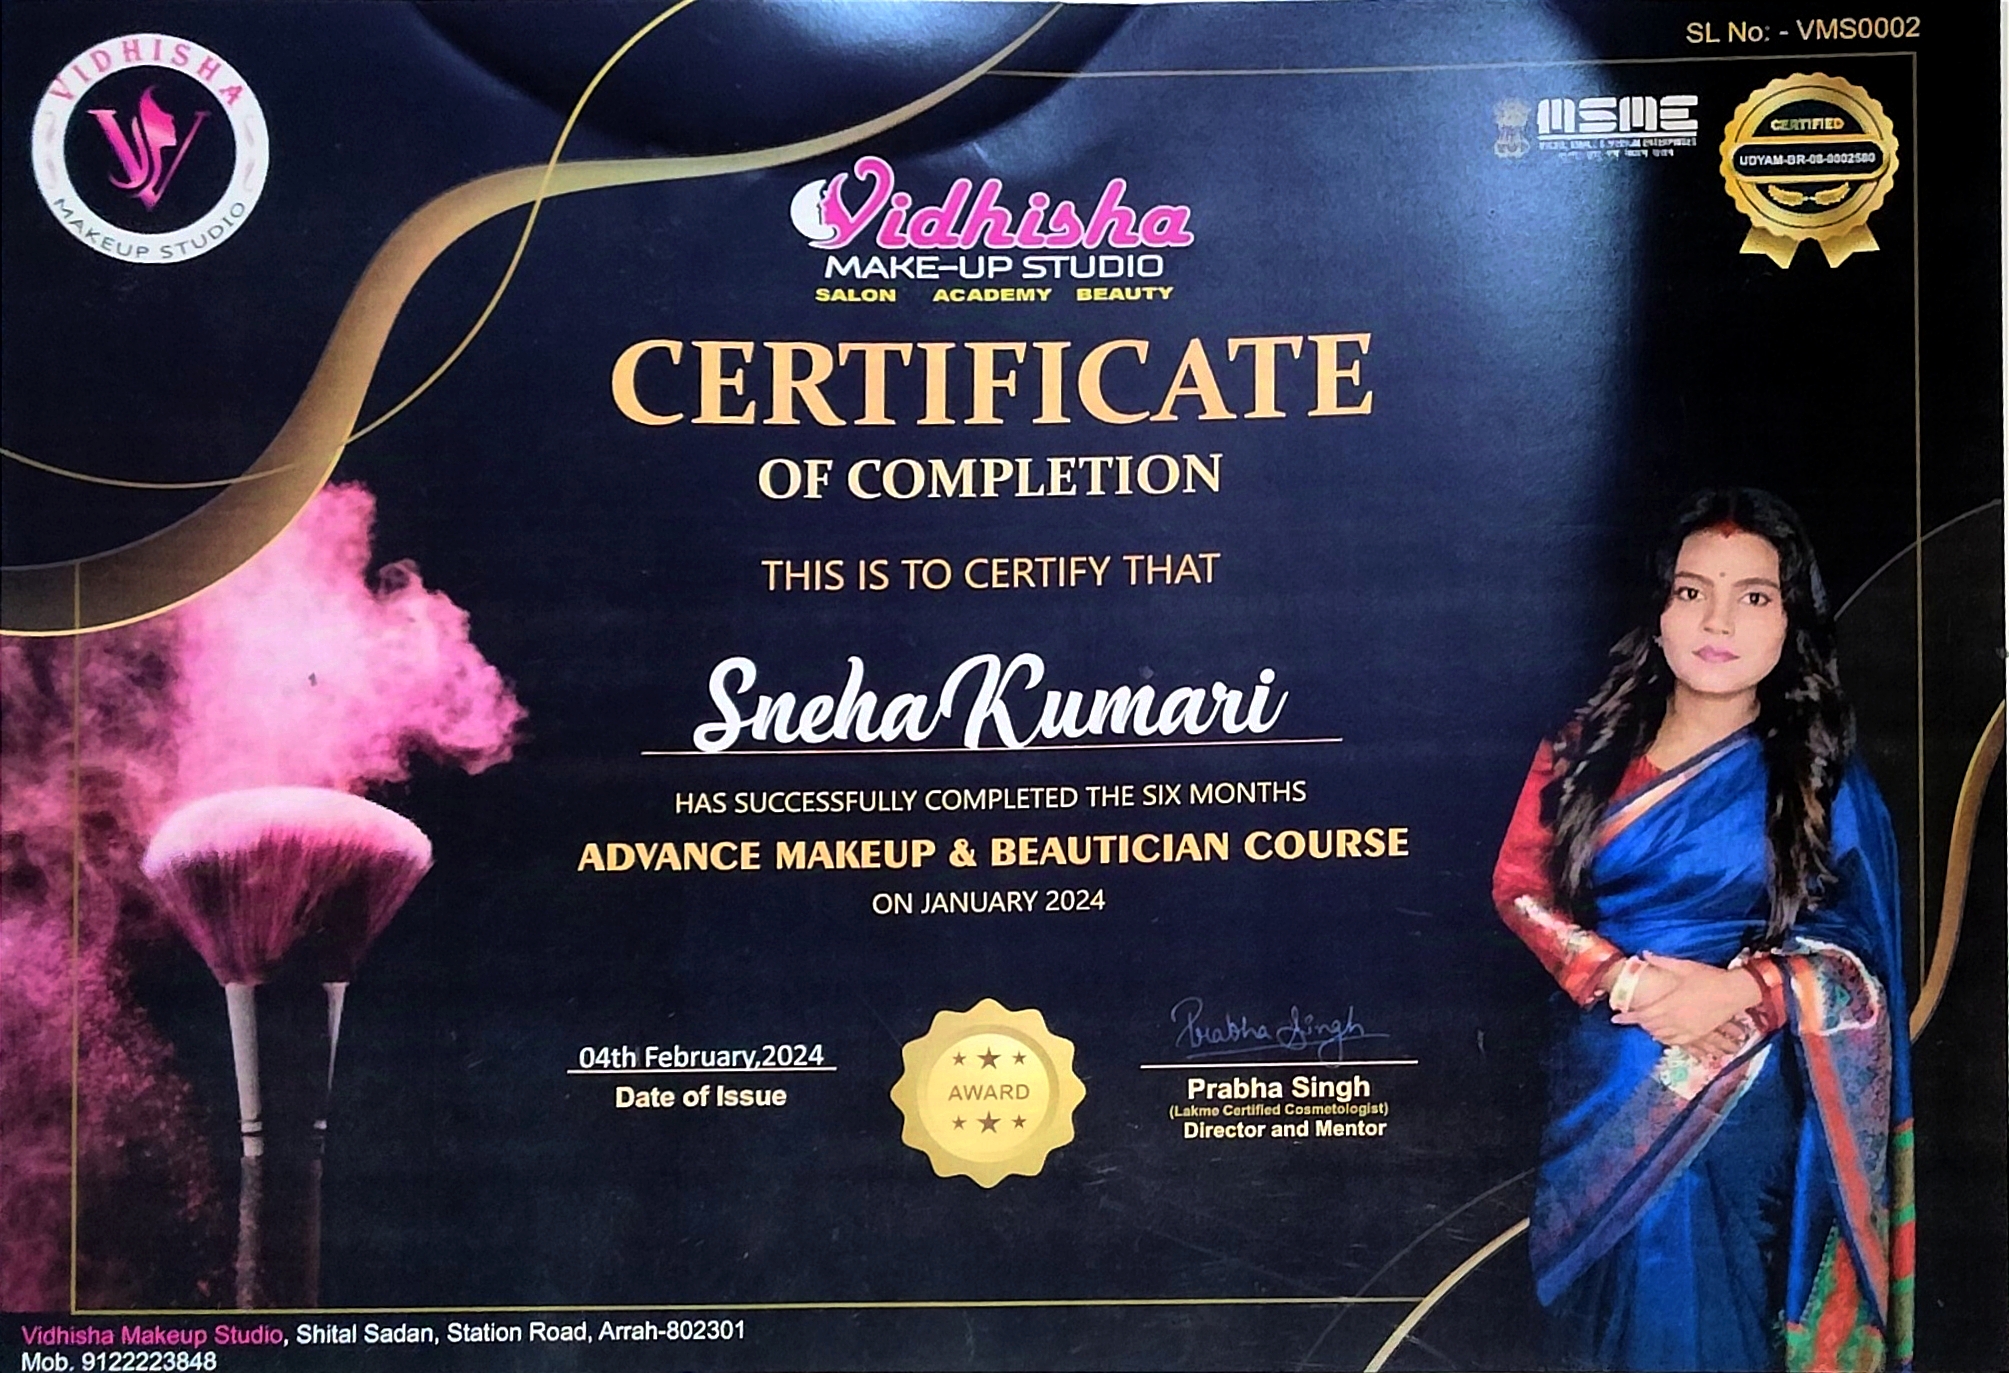 SL No: - VMS0002
VIDHISHA
MAKEUP STUDIO
MSME
CERTIFIED
UDYAM-BR-08-0002580
Vidhisha
MAKE-UP STUDIO
SALON ACADEMY BEAUTY
CERTIFICATE
OF COMPLETION
THIS IS TO CERTIFY THAT
Sneha Kumari
HAS SUCCESSFULLY COMPLETED THE SIX MONTHS
ADVANCE MAKEUP & BEAUTICIAN COURSE
ON JANUARY 2024
04th February,2024
Date of Issue
AWARD
Prabha Singh
Prabha Singh
(Lakme Certified Cosmetologist)
Director and Mentor
Vidhisha Makeup Studio, Shital Sadan, Station Road, Arrah-802301
Mob. 9122223848